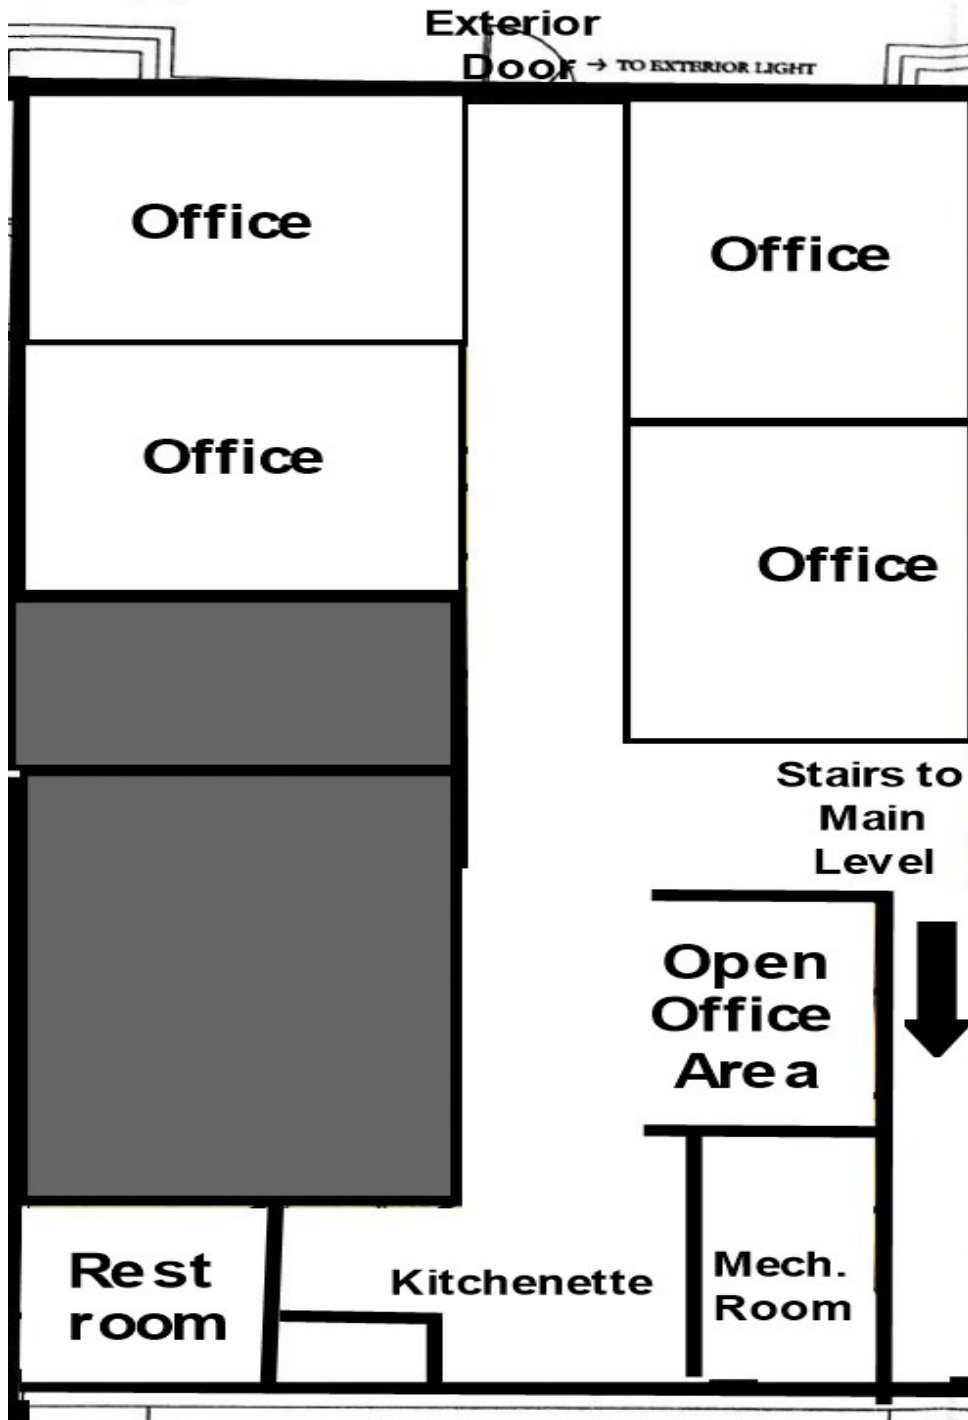 Exterior
Door → TO EXTERIOR LIGHT
Office
Office
Office
Office
Stairs to
Main
Level
Open
Office
Area
Rest
room
Kitchenette
Mech.
Room